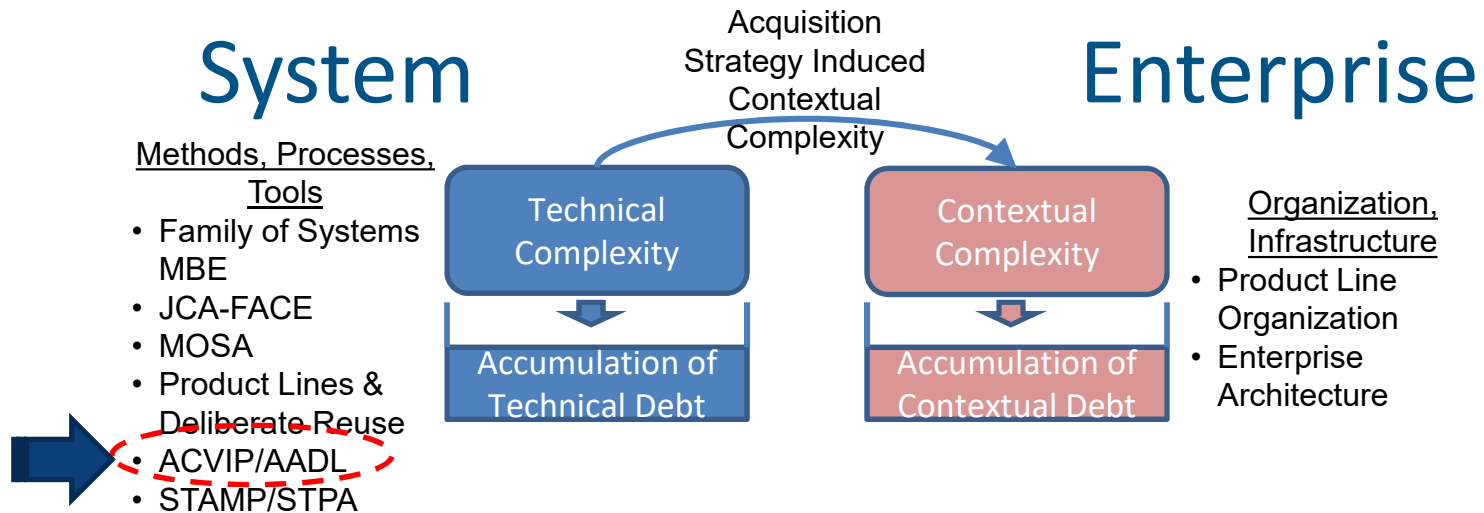 System
Acquisition
Strategy Induced
Contextual
Complexity
Enterprise
Methods, Processes,
Tools
• Family of Systems
MBE
• JCA-FACE
• MOSA
• Product Lines &
Deliberate Reuse
• ACVIP/AADL
• STAMP/STPA
Technical
Complexity
Accumulation of
Technical Debt
Contextual
Complexity
Accumulation of
Contextual Debt
Organization,
Infrastructure
• Product Line
Organization
• Enterprise
Architecture